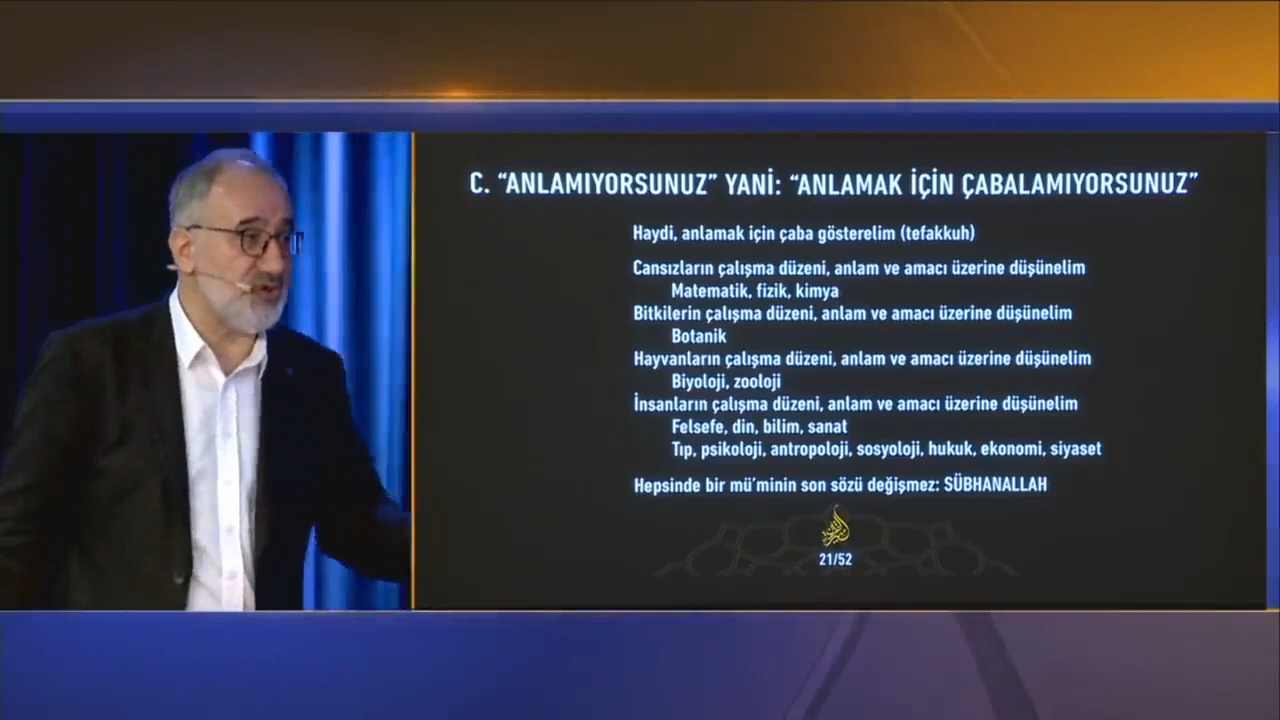 C. “ANLAMIYORSUNUZ” YANİ: “ANLAMAK İÇİN ÇABALAMIYORSUNUZ”
Haydi, anlamak için çaba gösterelim (tefakkuh)
Cansızların çalışma düzeni, anlam ve amacı üzerine düşünelim
Matematik, fizik, kimya
Bitkilerin çalışma düzeni, anlam ve amacı üzerine düşünelim
Botanik
Hayvanların çalışma düzeni, anlam ve amacı üzerine düşünelim
Biyoloji, zooloji
İnsanların çalışma düzeni, anlam ve amacı üzerine düşünelim
Felsefe, din, bilim, sanat
Tıp, psikoloji, antropoloji, sosyoloji, hukuk, ekonomi, siyaset
Hepsinde bir mü’minin son sözü değişmez: SÜBHANALLAH
21/52